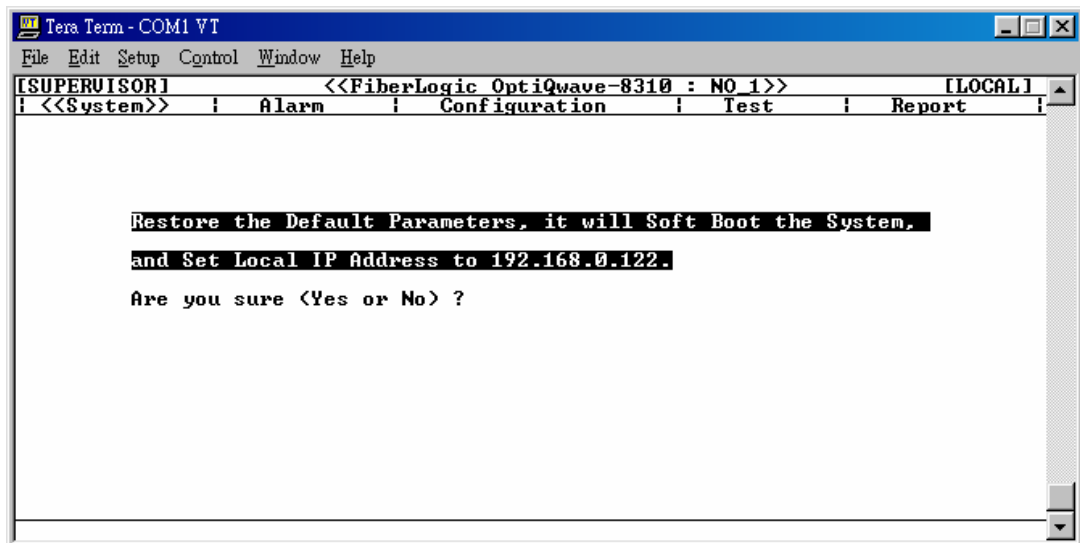 Tera Term - COM1 VT
File Edit Setup Control Window Help
[SUPERVISOR] <<FiberLogic OptiQwave-8310 : NO_1>> [LOCAL]
¦ <<System>> ¦ Alarm ¦ Configuration ¦ Test ¦ Report ¦
Restore the Default Parameters, it will Soft Boot the System,
and Set Local IP Address to 192.168.0.122.
Are you sure (Yes or No) ?